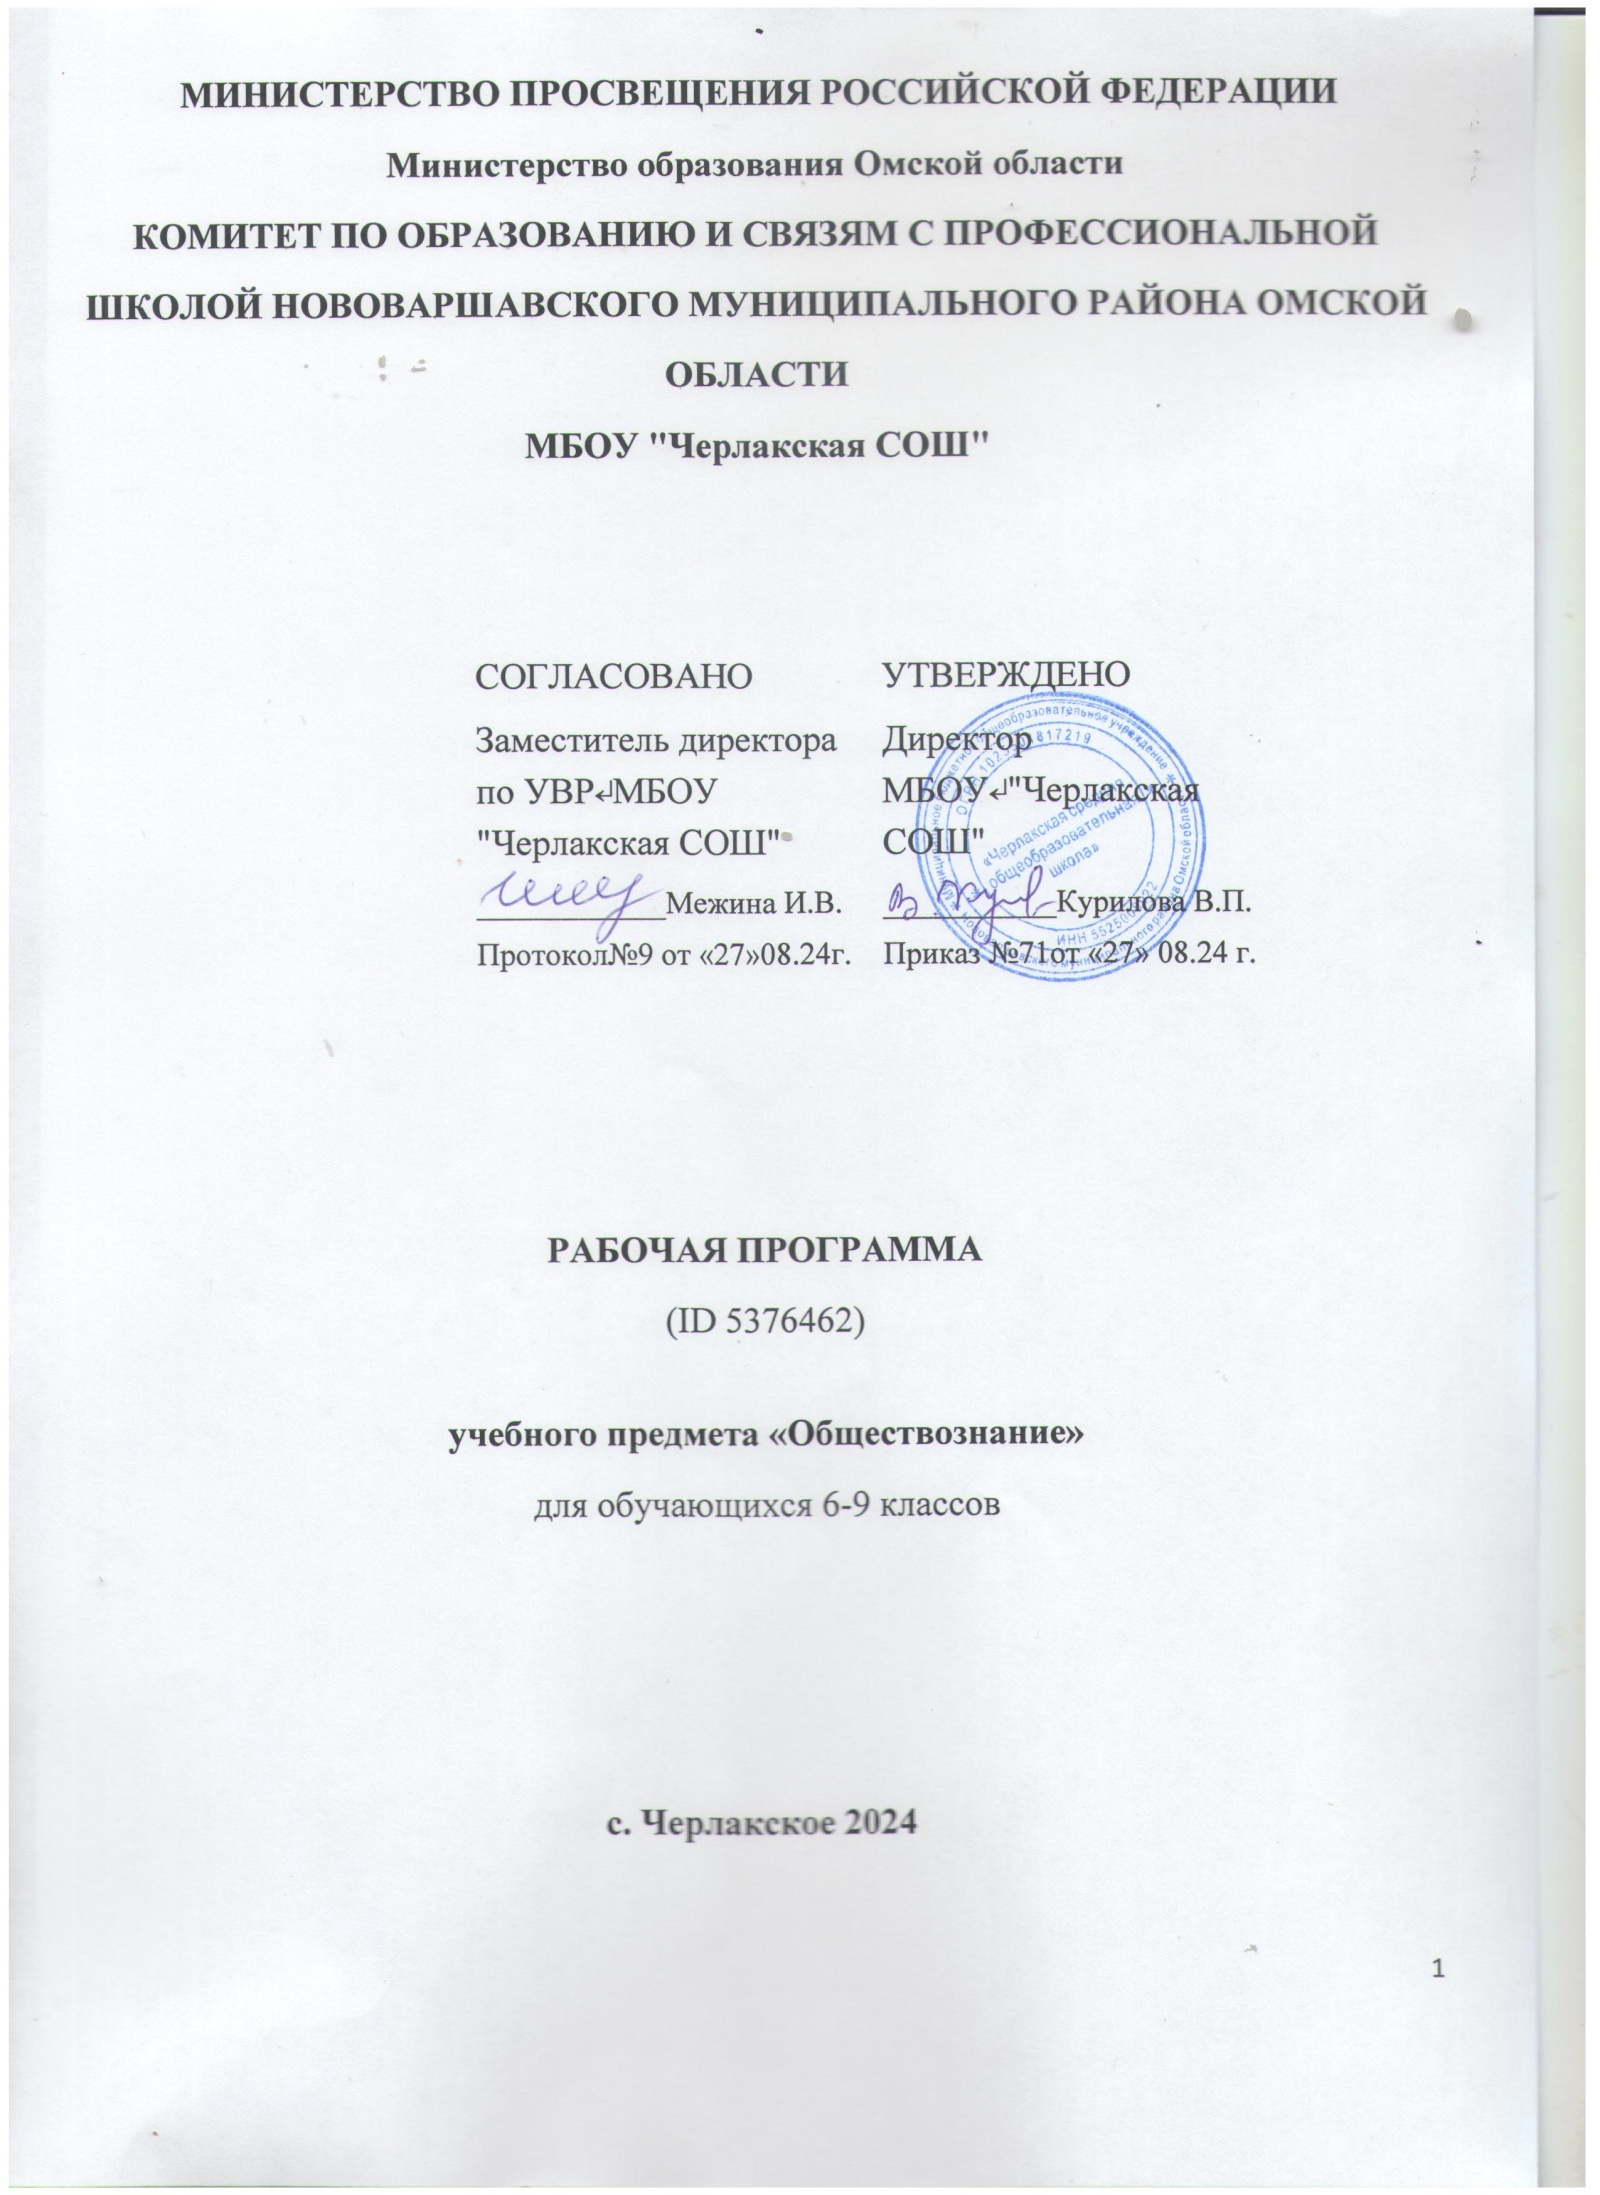 МИНИСТЕРСТВО ПРОСВЕЩЕНИЯ РОССИЙСКОЙ ФЕДЕРАЦИИ
Министерство образования Омской области
КОМИТЕТ ПО ОБРАЗОВАНИЮ И СВЯЗЯМ С ПРОФЕССИОНАЛЬНОЙ
ШКОЛОЙ НОВОВАРШАВСКОГО МУНИЦИПАЛЬНОГО РАЙОНА ОМСКОЙ
ОБЛАСТИ
МБОУ "Черлакская СОШ"
СОГЛАСОВАНО
Заместитель директора
по УВР↲МБОУ
"Черлакская СОШ"
Межина И.В.
Протокол№9 от «27»08.24г.
УТВЕРЖДЕНО
Директор
МБОУ↲"Черлакская
СОШ"
Курилова В.П.
Приказ №71от «27» 08.24 г.
«Черлакская средняя
общеобразовательная
школа»
РАБОЧАЯ ПРОГРАММА
(ID 5376462)
учебного предмета «Обществознание»
для обучающихся 6-9 классов
с. Черлакское 2024
1